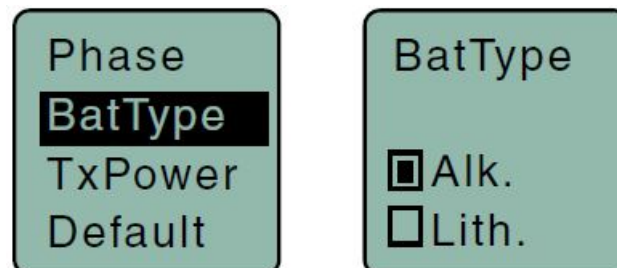 Phase
BatType
TxPower
Default
BatType
Alk.
Lith.